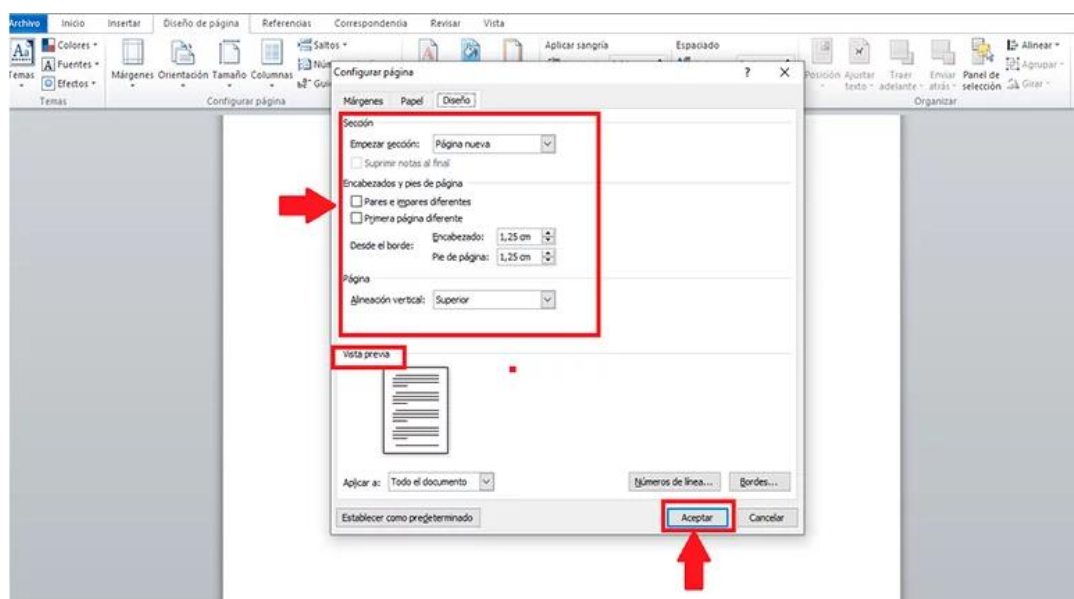 Archivo Inicio Insertar Diseño de página Referencias Correspondencia Revisar Vista
Colores
Fuentes
Efectos
Temas
Temas
Márgenes Orientación Tamaño Columnas
Saltos
Configurar página
Aplicar sangría Espaciado
Posición Ajustar texto Traer adelante Enviar atrás Panel de selección
Alinear
Agrupar
Girar
Organizar
Configurar página ? X
Márgenes Papel Diseño
Sección
Empezar sección: Página nueva
Suprimir notas al final
Encabezados y pies de página
Pares e impares diferentes
Primera página diferente
Desde el borde:
Encabezado: 1,25 cm
Pie de página: 1,25 cm
Página
Alineación vertical: Superior
Vista previa
Aplicar a: Todo el documento
Números de línea... Bordes...
Establecer como predeterminado Aceptar Cancelar